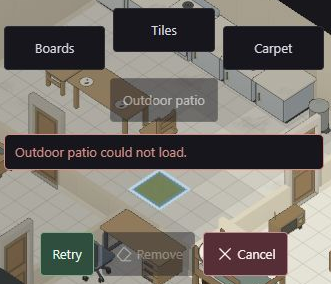 Tiles
Boards
Carpet
Outdoor patio
Outdoor patio could not load.
Retry
Remove
Cancel